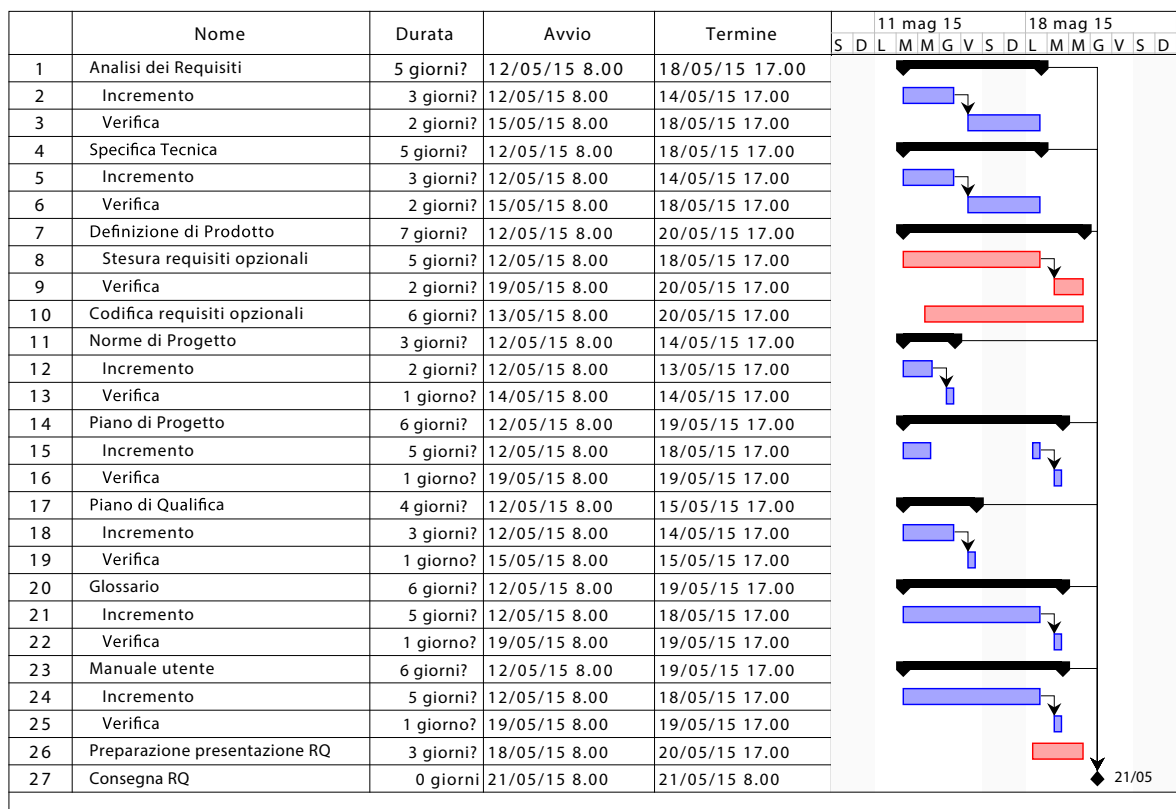 Nome Durata Avvio Termine 11 mag 15 18 mag 15
S D L M M G V S D L M M G V S D
1 Analisi dei Requisiti 5 giorni? 12/05/15 8.00 18/05/15 17.00
2 Incremento 3 giorni? 12/05/15 8.00 14/05/15 17.00
3 Verifica 2 giorni? 15/05/15 8.00 18/05/15 17.00
4 Specifica Tecnica 5 giorni? 12/05/15 8.00 18/05/15 17.00
5 Incremento 3 giorni? 12/05/15 8.00 14/05/15 17.00
6 Verifica 2 giorni? 15/05/15 8.00 18/05/15 17.00
7 Definizione di Prodotto 7 giorni? 12/05/15 8.00 20/05/15 17.00
8 Stesura requisiti opzionali 5 giorni? 12/05/15 8.00 18/05/15 17.00
9 Verifica 2 giorni? 19/05/15 8.00 20/05/15 17.00
10 Codifica requisiti opzionali 6 giorni? 13/05/15 8.00 20/05/15 17.00
11 Norme di Progetto 3 giorni? 12/05/15 8.00 14/05/15 17.00
12 Incremento 2 giorni? 12/05/15 8.00 13/05/15 17.00
13 Verifica 1 giorno? 14/05/15 8.00 14/05/15 17.00
14 Piano di Progetto 6 giorni? 12/05/15 8.00 19/05/15 17.00
15 Incremento 5 giorni? 12/05/15 8.00 18/05/15 17.00
16 Verifica 1 giorno? 19/05/15 8.00 19/05/15 17.00
17 Piano di Qualifica 4 giorni? 12/05/15 8.00 15/05/15 17.00
18 Incremento 3 giorni? 12/05/15 8.00 14/05/15 17.00
19 Verifica 1 giorno? 15/05/15 8.00 15/05/15 17.00
20 Glossario 6 giorni? 12/05/15 8.00 19/05/15 17.00
21 Incremento 5 giorni? 12/05/15 8.00 18/05/15 17.00
22 Verifica 1 giorno? 19/05/15 8.00 19/05/15 17.00
23 Manuale utente 6 giorni? 12/05/15 8.00 19/05/15 17.00
24 Incremento 5 giorni? 12/05/15 8.00 18/05/15 17.00
25 Verifica 1 giorno? 19/05/15 8.00 19/05/15 17.00
26 Preparazione presentazione RQ 3 giorni? 18/05/15 8.00 20/05/15 17.00
27 Consegna RQ 0 giorni 21/05/15 8.00 21/05/15 8.00 21/05